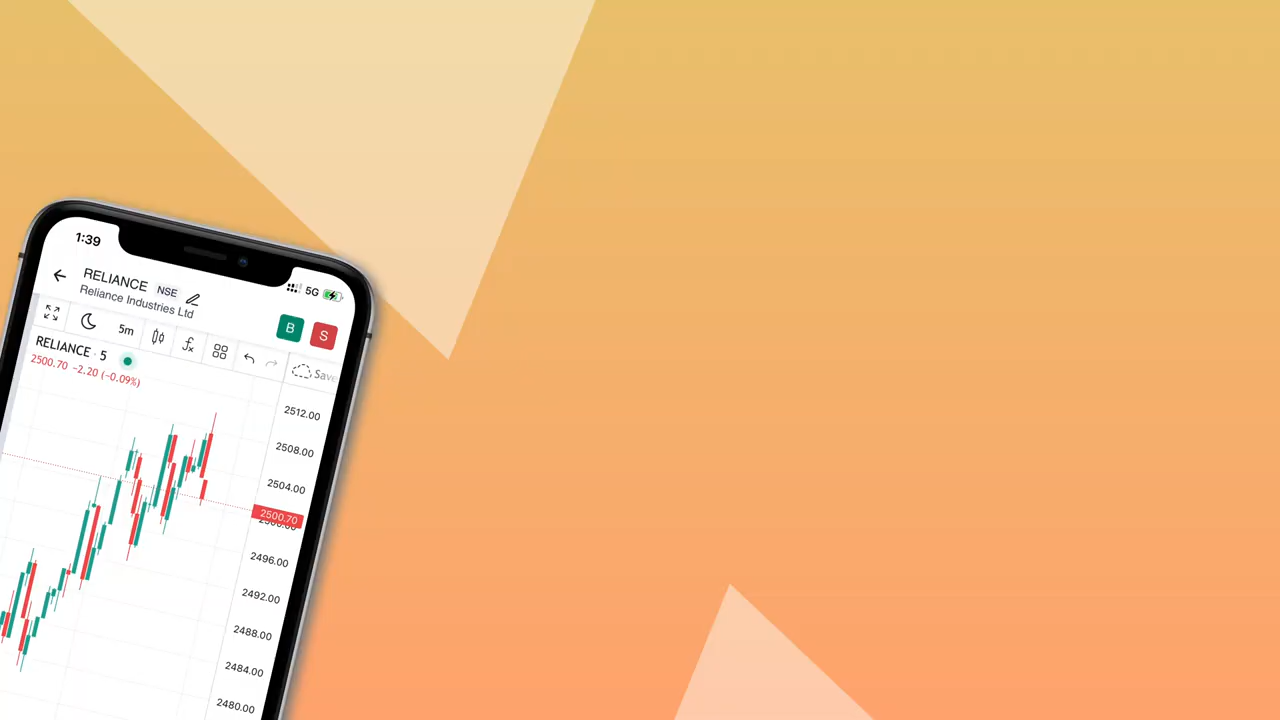 1:39
5G
RELIANCE NSE
Reliance Industries Ltd
B S
5m
RELIANCE · 5
2500.70 −2.20 (−0.09%)
2512.00
2508.00
2504.00
2500.70
2496.00
2492.00
2488.00
2484.00
2480.00